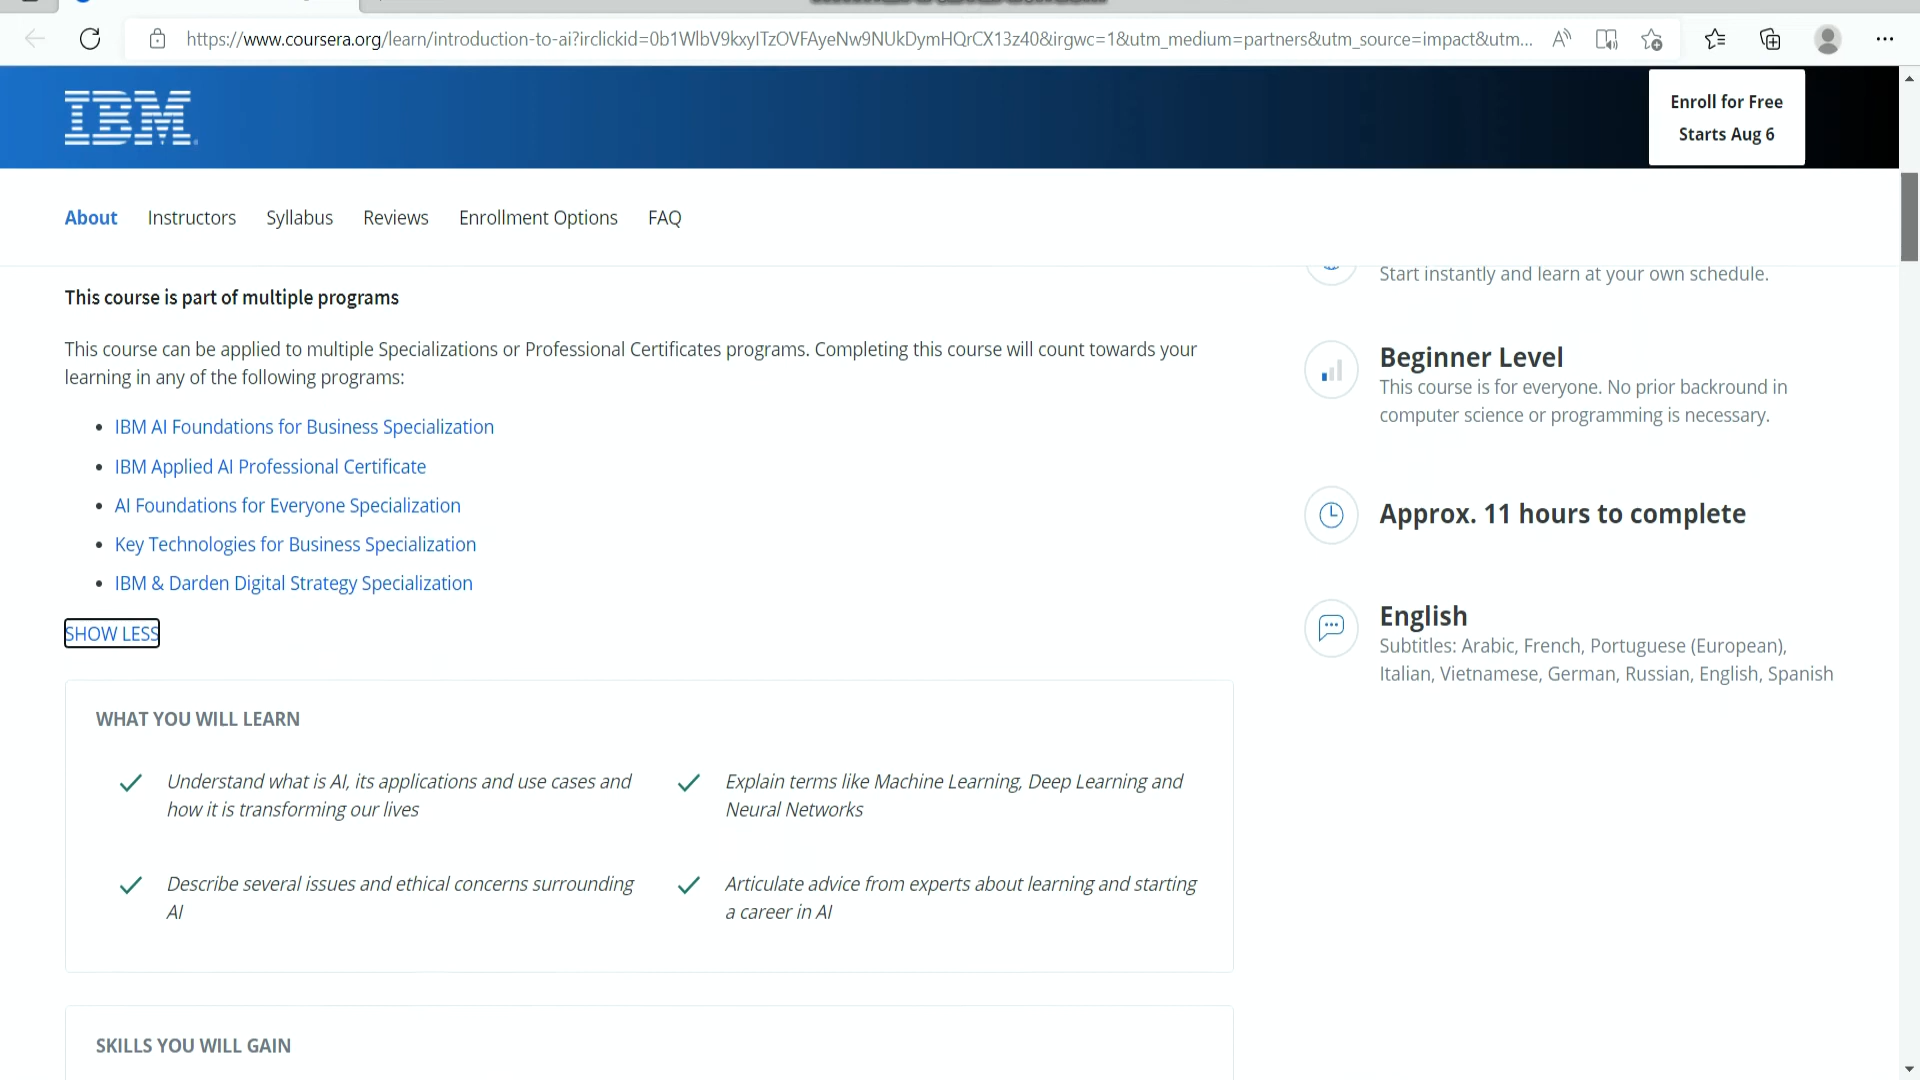 https://www.coursera.org/learn/introduction-to-ai?irclickid=0b1WlbV9kxyITzOVFAyeNw9NUkDymHQrCX13z40&irgwc=1&utm_medium=partners&utm_source=impact&utm...
IBM
Enroll for Free
Starts Aug 6
About Instructors Syllabus Reviews Enrollment Options FAQ
This course is part of multiple programs
This course can be applied to multiple Specializations or Professional Certificates programs. Completing this course will count towards your
learning in any of the following programs:
• IBM AI Foundations for Business Specialization
• IBM Applied AI Professional Certificate
• AI Foundations for Everyone Specialization
• Key Technologies for Business Specialization
• IBM & Darden Digital Strategy Specialization
SHOW LESS
WHAT YOU WILL LEARN
Understand what is AI, its applications and use cases and
how it is transforming our lives
Explain terms like Machine Learning, Deep Learning and
Neural Networks
Describe several issues and ethical concerns surrounding
AI
Articulate advice from experts about learning and starting
a career in AI
SKILLS YOU WILL GAIN
Start instantly and learn at your own schedule.
Beginner Level
This course is for everyone. No prior backround in
computer science or programming is necessary.
Approx. 11 hours to complete
English
Subtitles: Arabic, French, Portuguese (European),
Italian, Vietnamese, German, Russian, English, Spanish